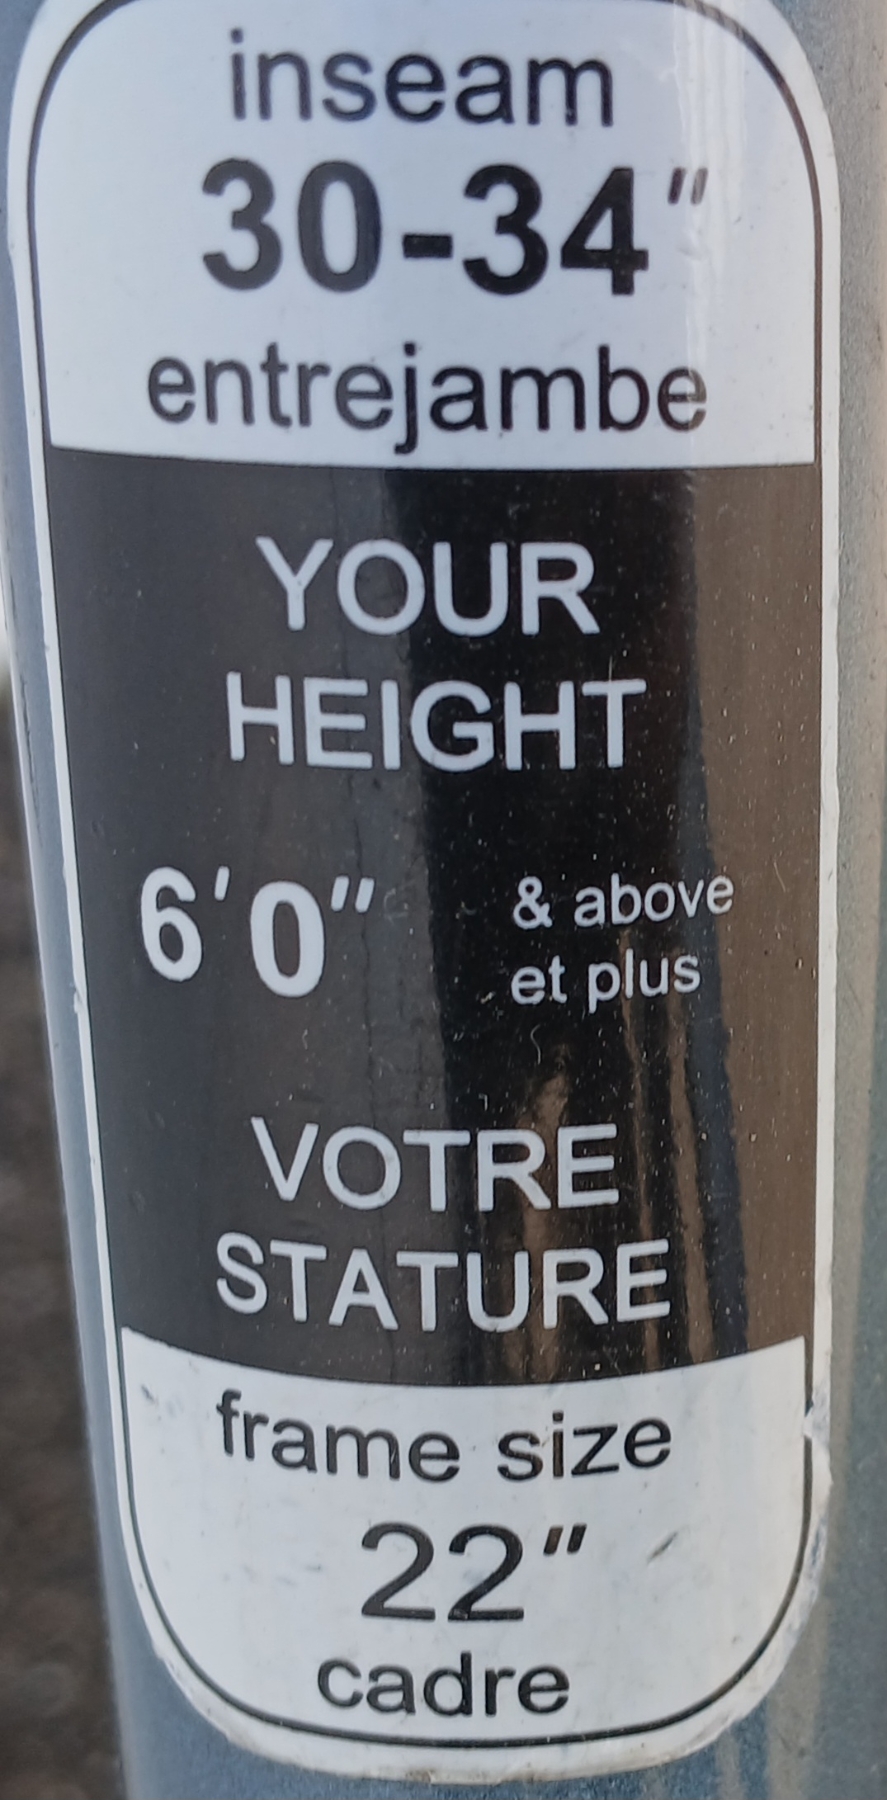 inseam
30-34"
entrejambe
YOUR
HEIGHT
6'0" & above
et plus
VOTRE
STATURE
frame size
22"
cadre